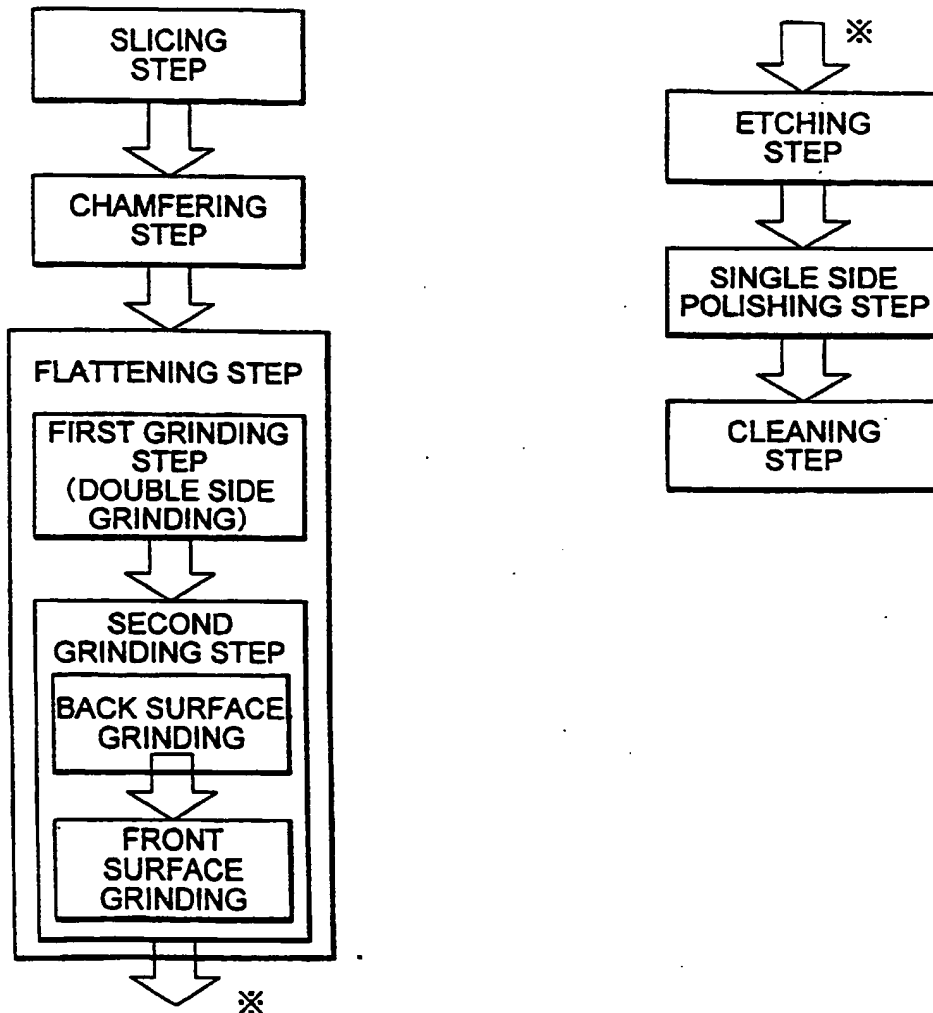 SLICING
STEP
CHAMFERING
STEP
FLATTENING STEP
FIRST GRINDING
STEP
(DOUBLE SIDE
GRINDING)
SECOND
GRINDING STEP
BACK SURFACE
GRINDING
FRONT
SURFACE
GRINDING
※
※
ETCHING
STEP
SINGLE SIDE
POLISHING STEP
CLEANING
STEP